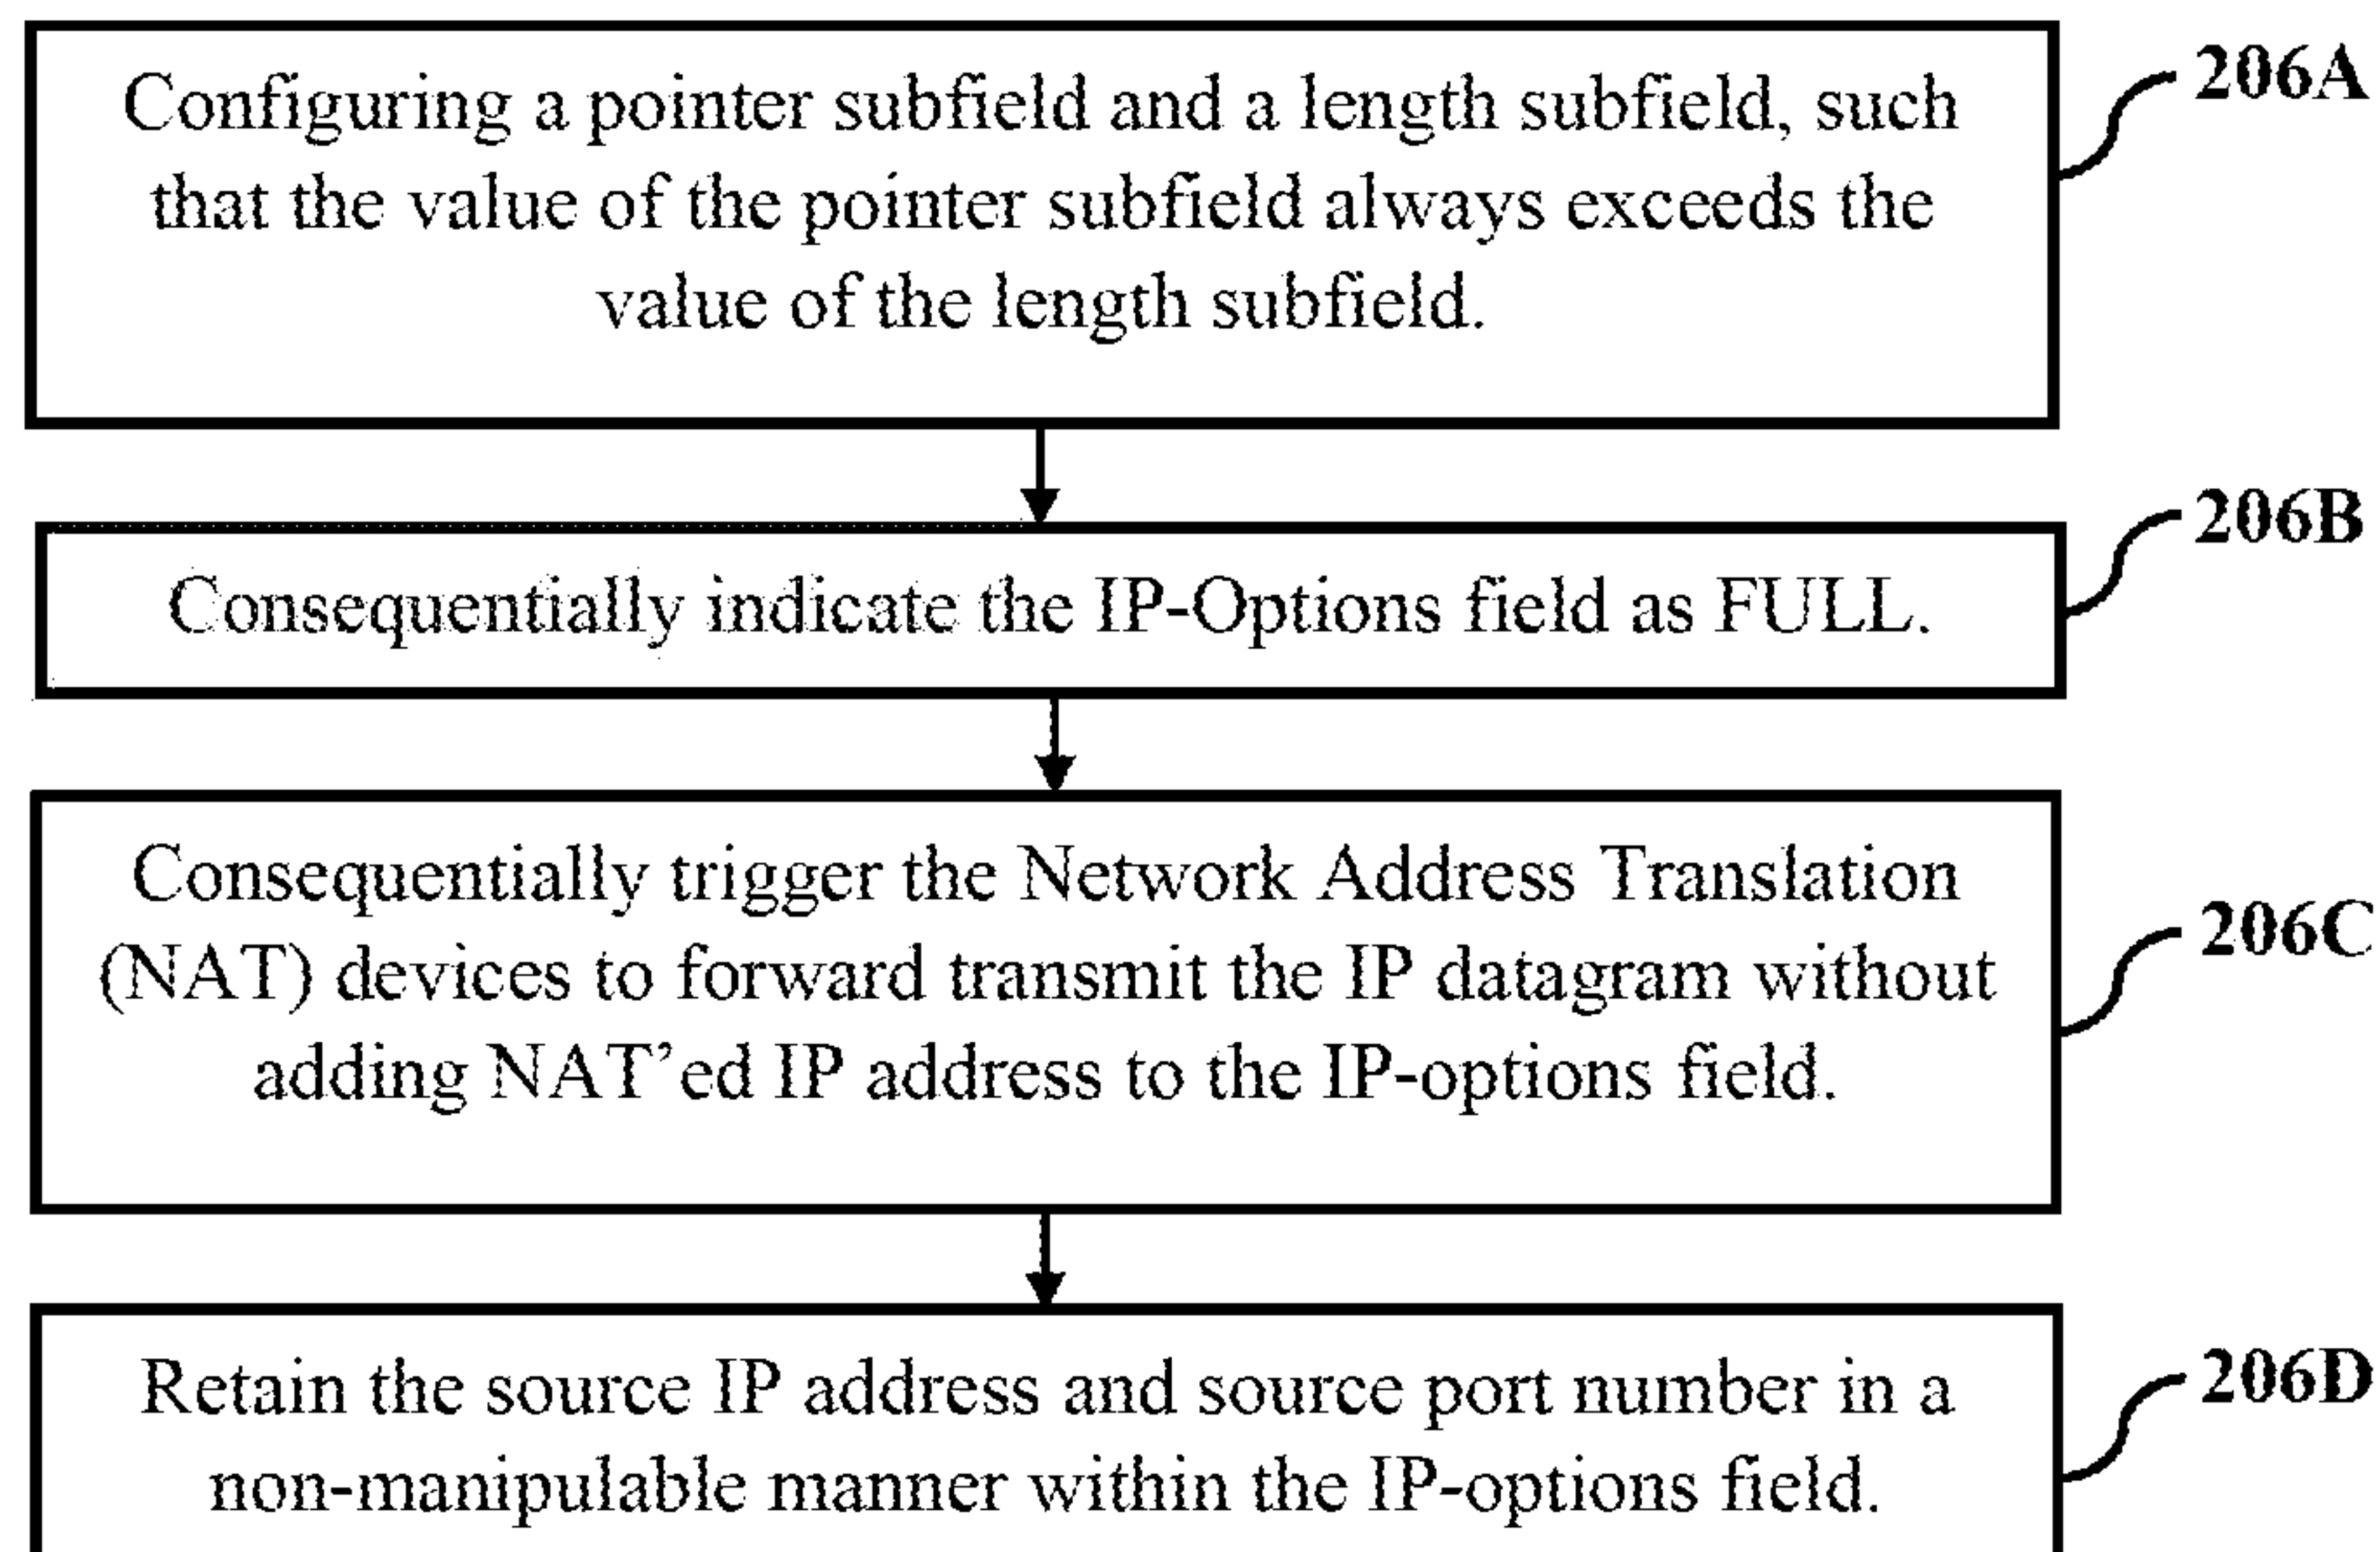 Configuring a pointer subfield and a length subfield, such
that the value of the pointer subfield always exceeds the
value of the length subfield.
206A
Consequentially indicate the IP-Options field as FULL.
206B
Consequentially trigger the Network Address Translation
(NAT) devices to forward transmit the IP datagram without
adding NAT’ed IP address to the IP-options field.
206C
Retain the source IP address and source port number in a
non-manipulable manner within the IP-options field.
206D